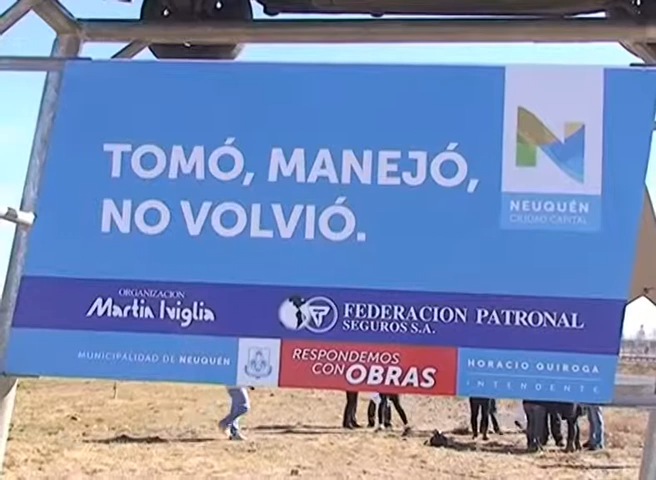 TOMÓ, MANEJÓ,
NO VOLVIÓ.
NEUQUÉN
CIUDAD CAPITAL
ORGANIZACION
Martín Iviglia
FEDERACION PATRONAL
SEGUROS S.A.
MUNICIPALIDAD DE NEUQUÉN
RESPONDEMOS
CON OBRAS
HORACIO QUIROGA
INTENDENTE